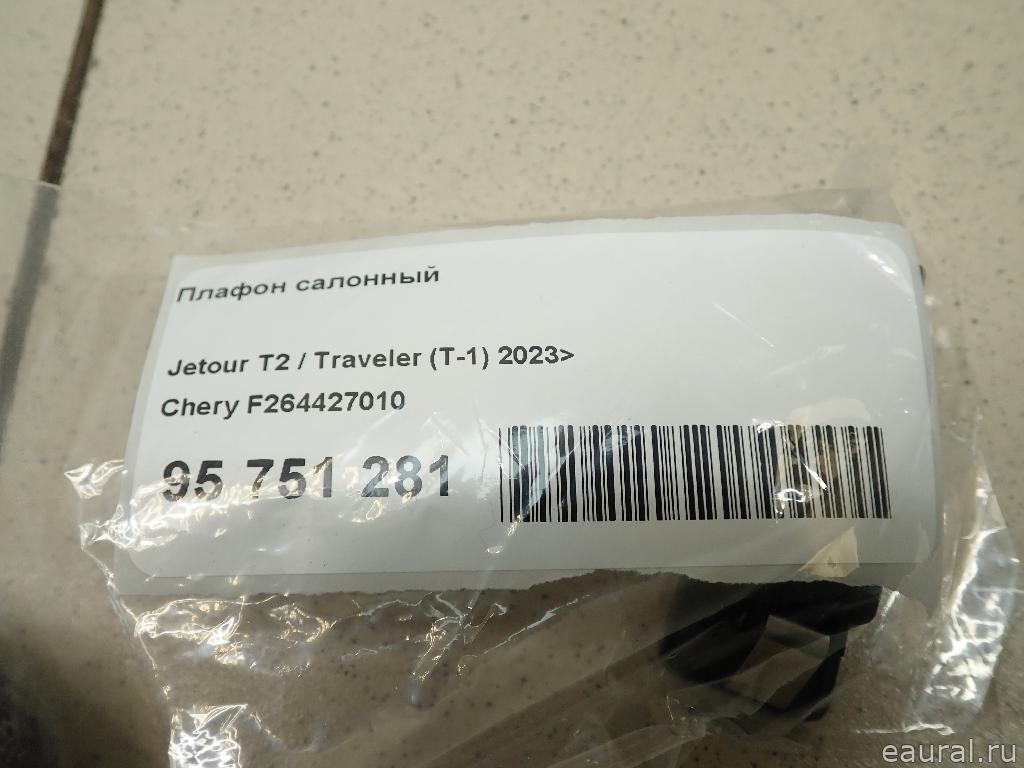 Плафон салонный
Jetour T2 / Traveler (T-1) 2023>
Chery F264427010
95 751 281
eaural.ru